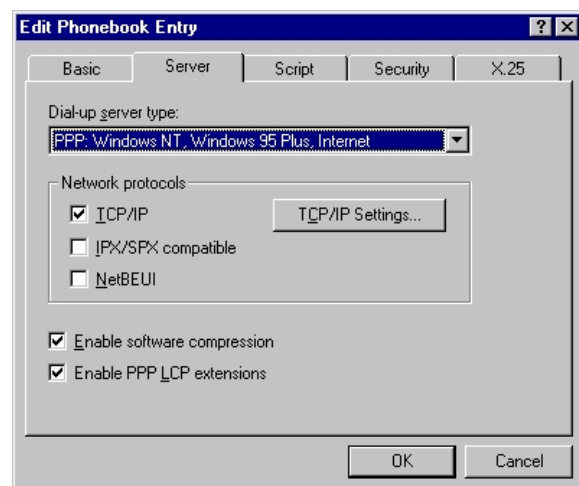 Edit Phonebook Entry
Basic Server Script Security X.25
Dial-up server type:
PPP: Windows NT, Windows 95 Plus, Internet
Network protocols
TCP/IP TCP/IP Settings...
IPX/SPX compatible
NetBEUI
Enable software compression
Enable PPP LCP extensions
OK Cancel